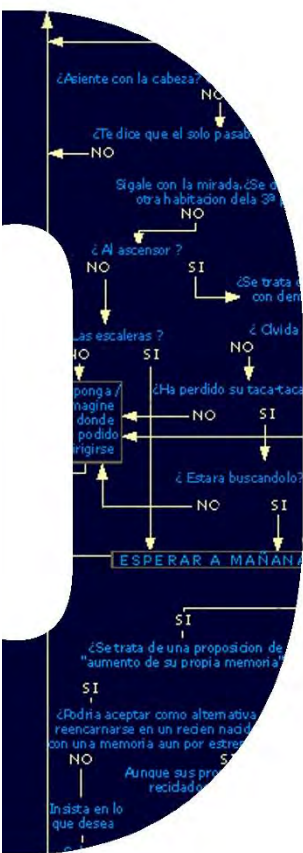 ¿Asiente con la cabeza?
NO
¿Te dice que el solo pasab
NO
Sigale con la mirada.¿Se d
otra habitacion dela 3ª p
NO
¿ Al ascensor ?
NO SI
¿Se trata d
con den
¿ Olvida
Las escaleras ?
NO
NO SI
ponga /
magine
donde
podido
irigirse
¿Ha perdido su taca-taca
NO SI
¿ Estara buscandolo?
NO SI
ESPERAR A MAÑANA
SI
¿Se trata de una proposicion de
"aumento de su propia memoria"
SI
¿Podria aceptar como alternativa
reencarnarse en un recien nacid
con una memoria aun por estre
NO
Aunque sus pro
recidado
Insista en lo
que desea